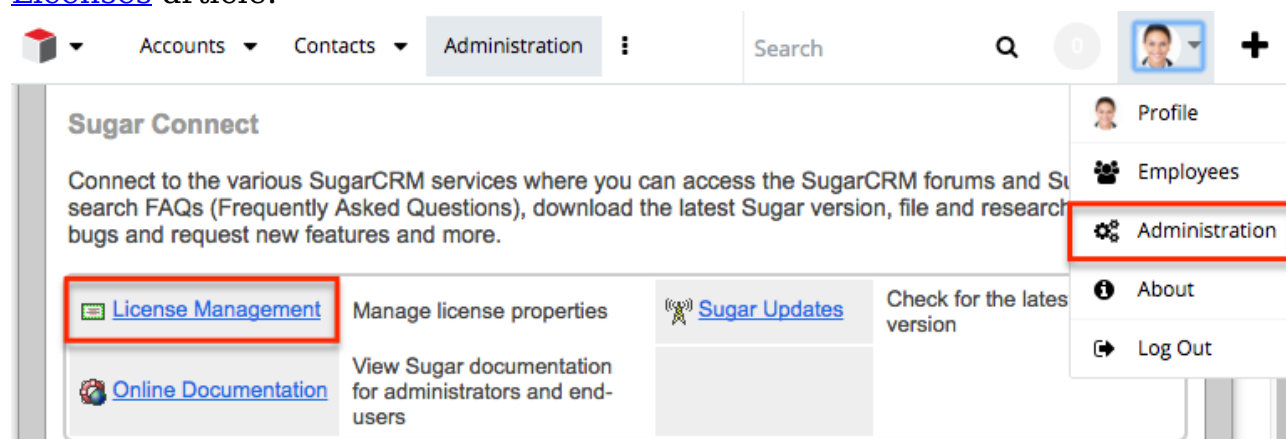 Licenses article.
Accounts Contacts Administration Search 0
Sugar Connect
Connect to the various SugarCRM services where you can access the SugarCRM forums and
search FAQs (Frequently Asked Questions), download the latest Sugar version, file and research
bugs and request new features and more.
License Management Manage license properties Sugar Updates Check for the
version
Online Documentation View Sugar documentation
for administrators and end-
users
Profile
Employees
Administration
About
Log Out